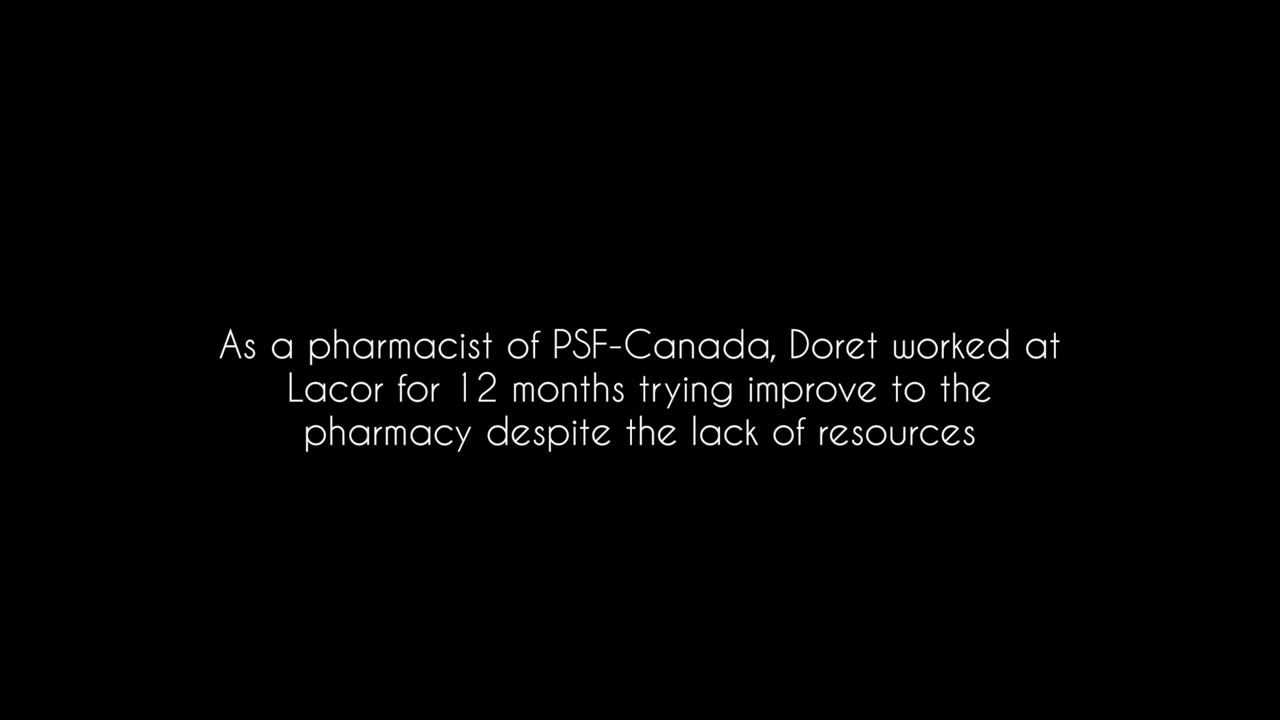 As a pharmacist of PSF-Canada, Doret worked at
Lacor for 12 months trying improve to the
pharmacy despite the lack of resources